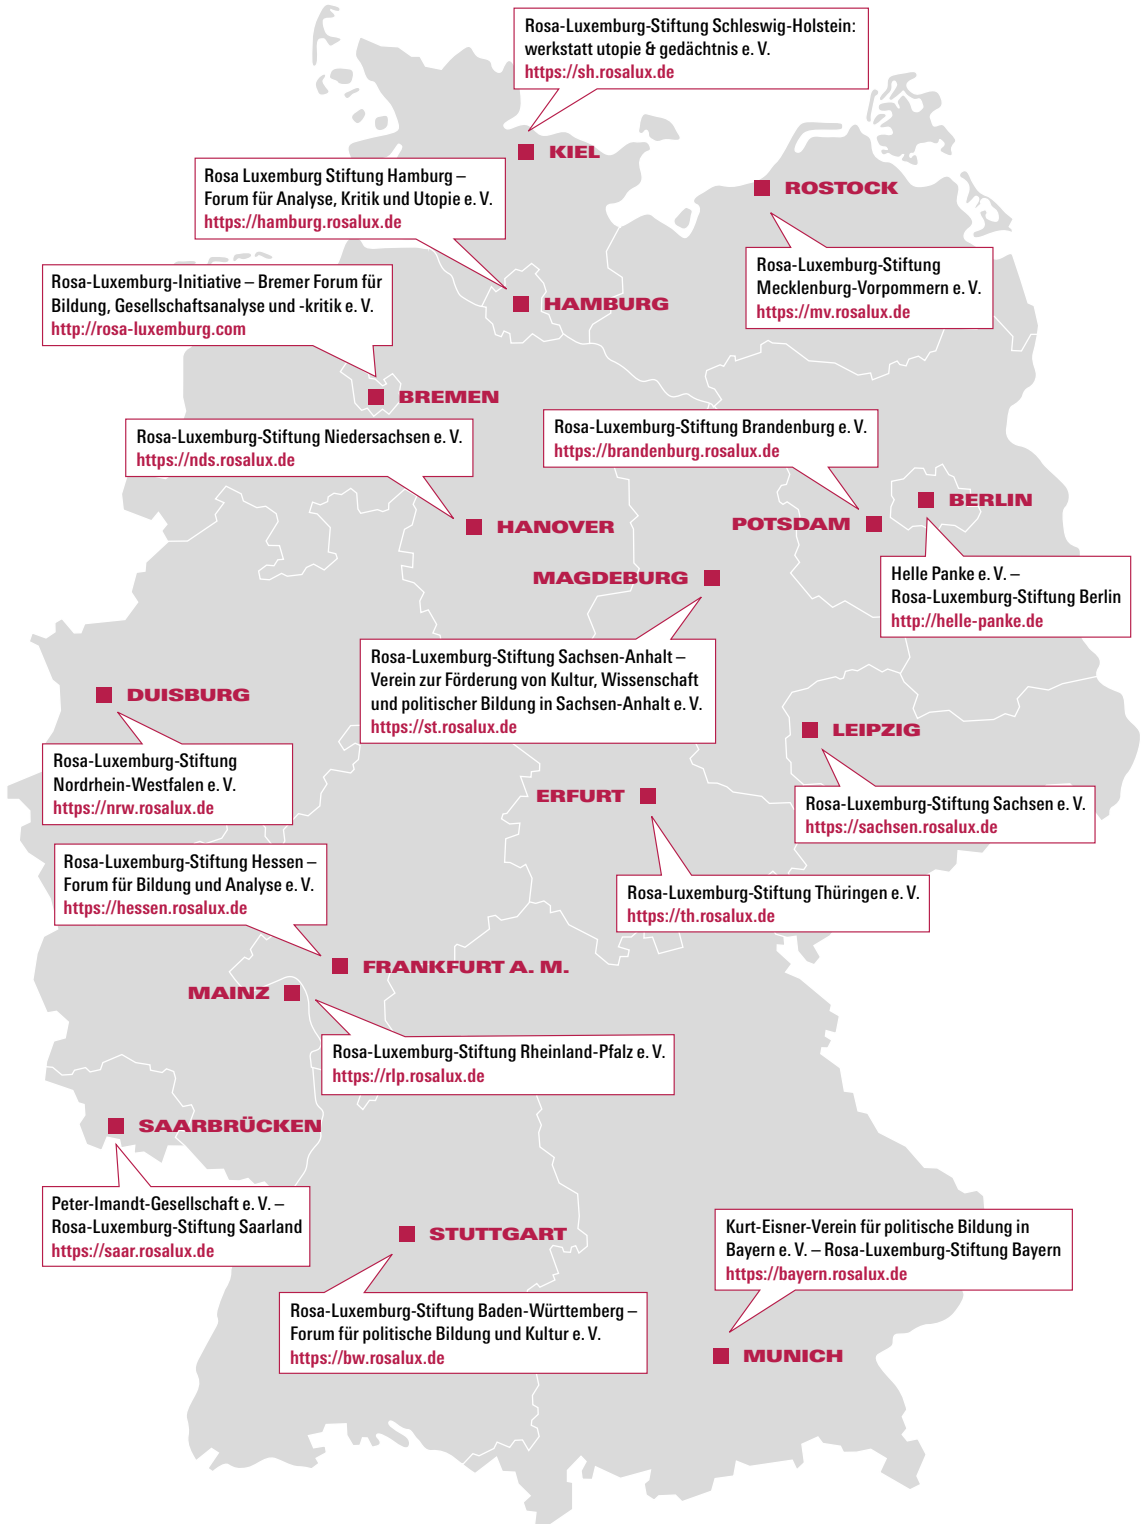 Rosa-Luxemburg-Stiftung Schleswig-Holstein:
werkstatt utopie & gedächtnis e. V.
https://sh.rosalux.de
KIEL
Rosa Luxemburg Stiftung Hamburg –
Forum für Analyse, Kritik und Utopie e. V.
https://hamburg.rosalux.de
ROSTOCK
Rosa-Luxemburg-Stiftung
Mecklenburg-Vorpommern e. V.
https://mv.rosalux.de
Rosa-Luxemburg-Initiative – Bremer Forum für
Bildung, Gesellschaftsanalyse und -kritik e. V.
http://rosa-luxemburg.com
HAMBURG
BREMEN
Rosa-Luxemburg-Stiftung Niedersachsen e. V.
https://nds.rosalux.de
Rosa-Luxemburg-Stiftung Brandenburg e. V.
https://brandenburg.rosalux.de
BERLIN
HANOVER
POTSDAM
Helle Panke e. V. –
Rosa-Luxemburg-Stiftung Berlin
http://helle-panke.de
MAGDEBURG
Rosa-Luxemburg-Stiftung Sachsen-Anhalt –
Verein zur Förderung von Kultur, Wissenschaft
und politischer Bildung in Sachsen-Anhalt e. V.
https://st.rosalux.de
DUISBURG
Rosa-Luxemburg-Stiftung
Nordrhein-Westfalen e. V.
https://nrw.rosalux.de
LEIPZIG
Rosa-Luxemburg-Stiftung Sachsen e. V.
https://sachsen.rosalux.de
ERFURT
Rosa-Luxemburg-Stiftung Thüringen e. V.
https://th.rosalux.de
Rosa-Luxemburg-Stiftung Hessen –
Forum für Bildung und Analyse e. V.
https://hessen.rosalux.de
FRANKFURT A. M.
MAINZ
Rosa-Luxemburg-Stiftung Rheinland-Pfalz e. V.
https://rlp.rosalux.de
SAARBRÜCKEN
Peter-Imandt-Gesellschaft e. V. –
Rosa-Luxemburg-Stiftung Saarland
https://saar.rosalux.de
STUTTGART
Rosa-Luxemburg-Stiftung Baden-Württemberg –
Forum für politische Bildung und Kultur e. V.
https://bw.rosalux.de
Kurt-Eisner-Verein für politische Bildung in
Bayern e. V. – Rosa-Luxemburg-Stiftung Bayern
https://bayern.rosalux.de
MUNICH